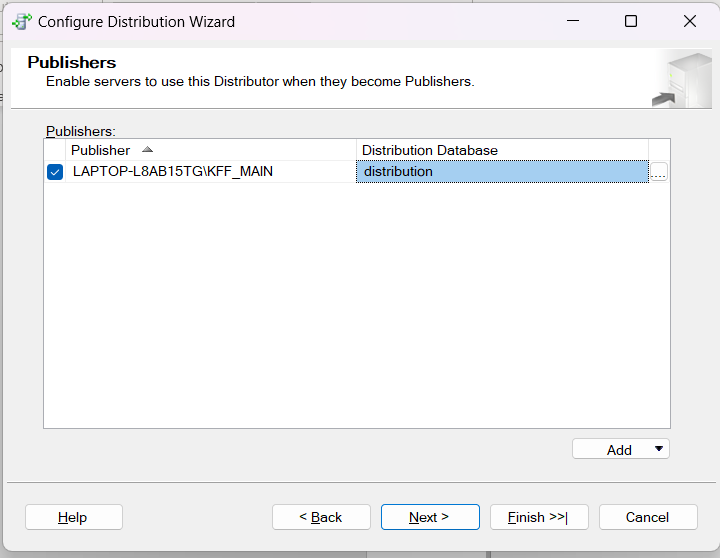 Configure Distribution Wizard
Publishers
Enable servers to use this Distributor when they become Publishers.
Publishers:
Publisher Distribution Database
LAPTOP-L8AB15TG\KFF_MAIN distribution ...
Add
Help < Back Next > Finish >>| Cancel